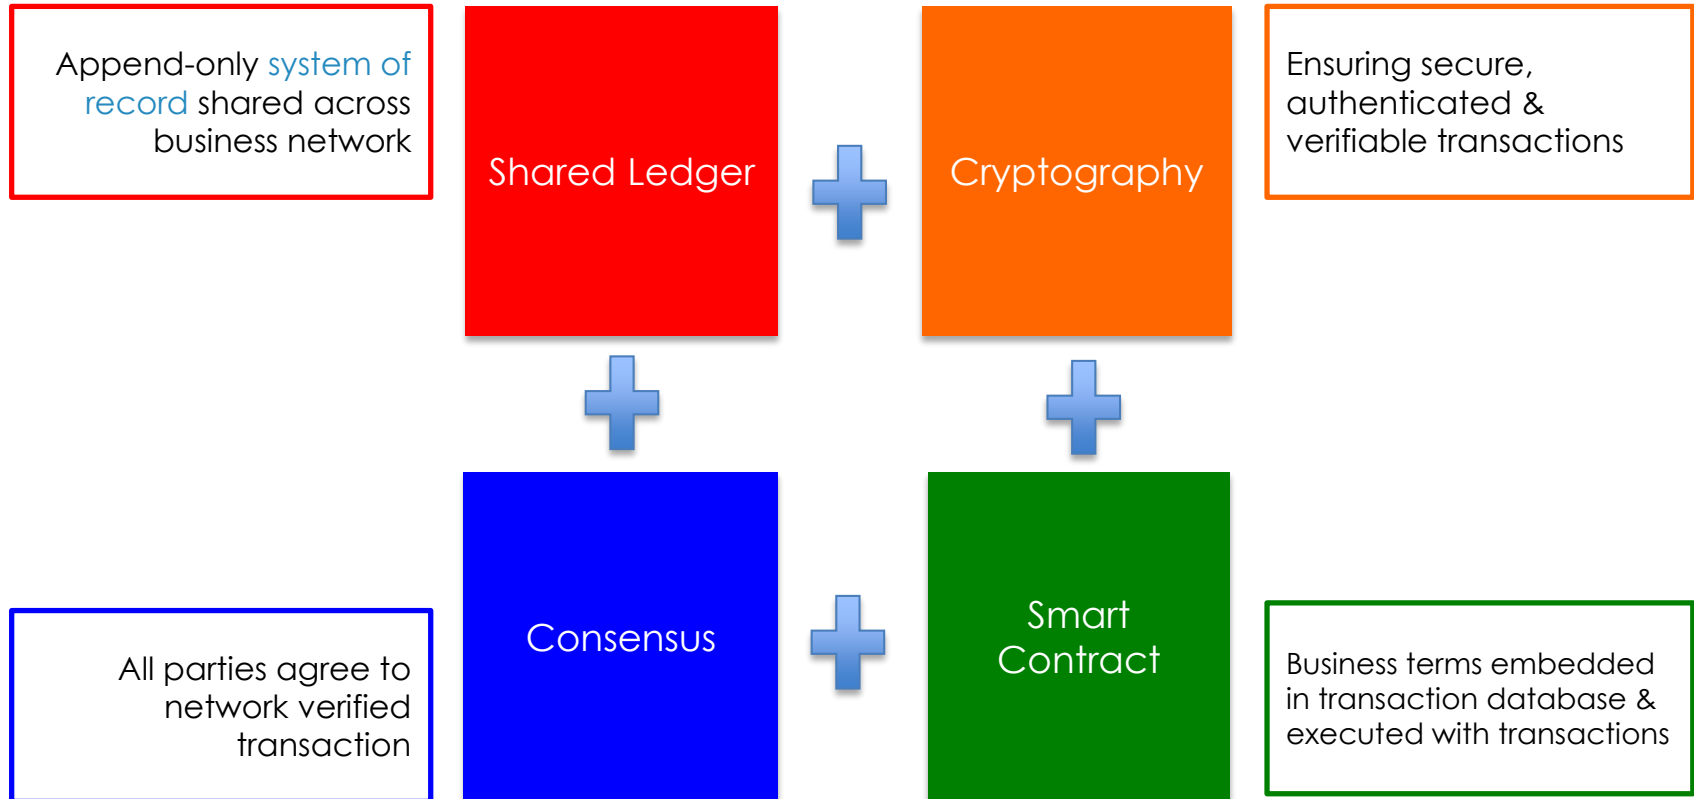 Append-only system of
record shared across
business network
Shared Ledger
Cryptography
Ensuring secure,
authenticated &
verifiable transactions
All parties agree to
network verified
transaction
Consensus
Smart
Contract
Business terms embedded
in transaction database &
executed with transactions